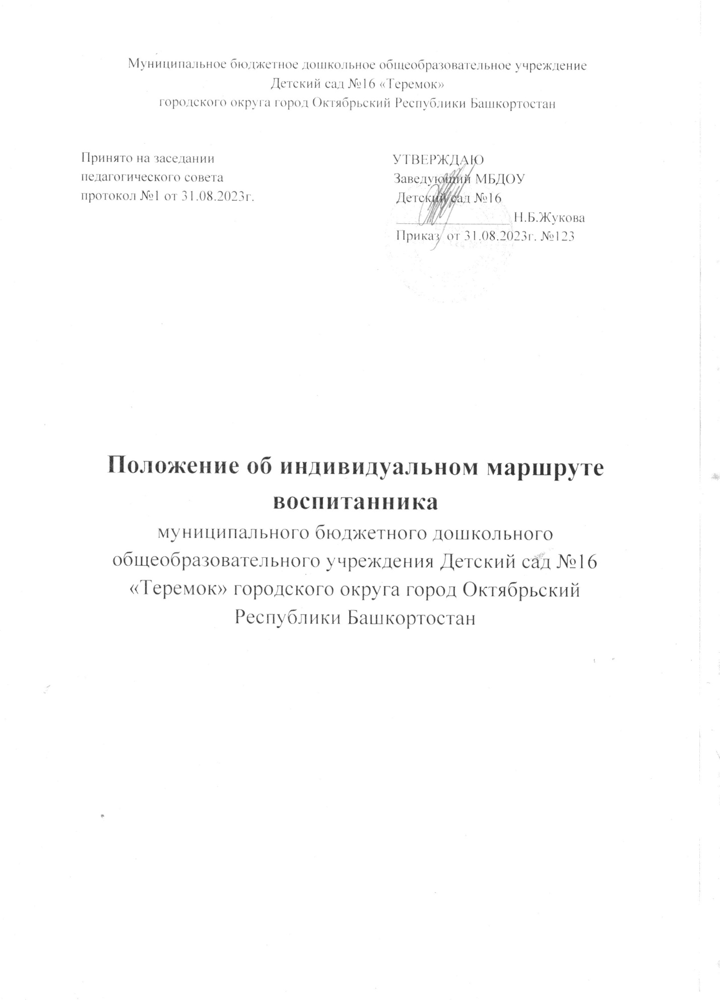 Муниципальное бюджетное дошкольное общеобразовательное учреждение
Детский сад №16 «Теремок»
городского округа город Октябрьский Республики Башкортостан
Принято на заседании
педагогического совета
протокол №1 от 31.08.2023г.
УТВЕРЖДАЮ
Заведующий МБДОУ
Детский сад №16
________________ Н.Б.Жукова
Приказ от 31.08.2023г. №123
Положение об индивидуальном маршруте
воспитанника
муниципального бюджетного дошкольного
общеобразовательного учреждения Детский сад №16
«Теремок» городского округа город Октябрьский
Республики Башкортостан